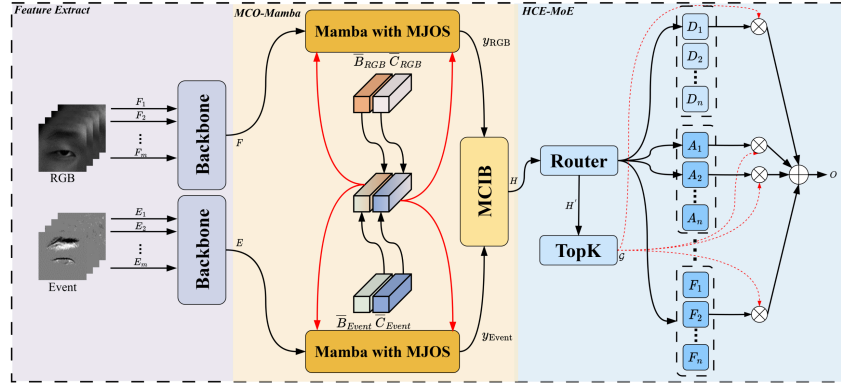 Feature Extract
MCO-Mamba
HCE-MoE
Mamba with MJOS
B̅_RGB C̅_RGB
y_RGB
F_1
F_2
⋮
F_m
RGB
Backbone
F
E_1
E_2
⋮
E_m
Event
Backbone
E
B̅_Event C̅_Event
Mamba with MJOS
y_Event
MCIB
H
Router
H'
TopK
𝒢
D_1
D_2
D_n
A_1
A_2
A_n
F_1
F_2
F_n
O